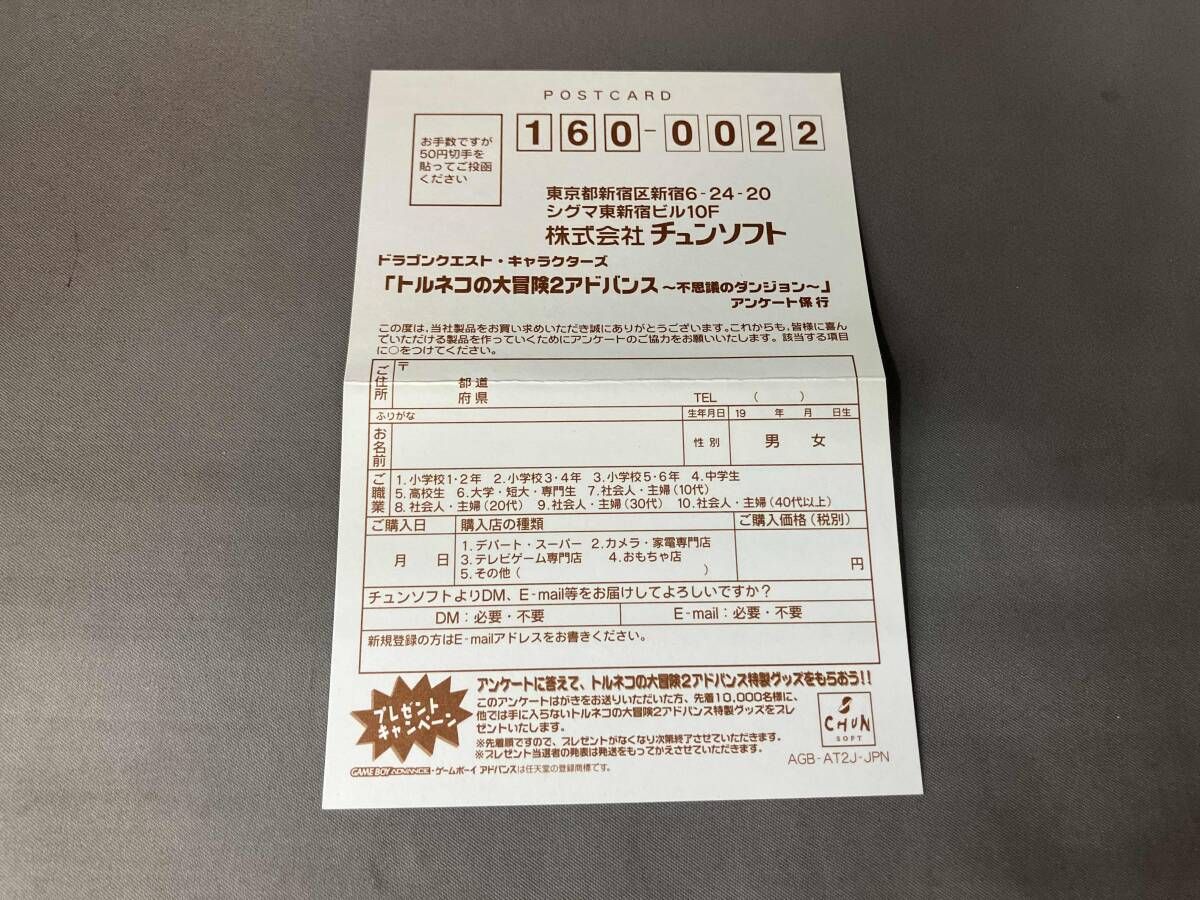 POSTCARD
お手数ですが
50円切手を
貼ってご投函
ください
160-0022
東京都新宿区新宿6-24-20
シグマ東新宿ビル10F
株式会社 チュンソフト
ドラゴンクエスト・キャラクターズ
「トルネコの大冒険2アドバンス ～不思議のダンジョン～」
アンケート係 行
この度は、当社製品をお買い求めいただき誠にありがとうございます。これからも、皆様に喜ん
でいただける製品を作っていくためにアンケートのご協力をお願いいたします。該当する項目
に○をつけてください。
ご住所
〒
都 道
府 県
TEL ( )
ふりがな
生年月日 19 年 月 日生
お名前
性別 男 女
ご職業
1.小学校1・2年 2.小学校3・4年 3.小学校5・6年 4.中学生
5.高校生 6.大学・短大・専門生 7.社会人・主婦(10代)
8.社会人・主婦(20代) 9.社会人・主婦(30代) 10.社会人・主婦(40代以上)
ご購入日 購入店の種類 ご購入価格(税別)
月 日
1.デパート・スーパー 2.カメラ・家電専門店
3.テレビゲーム専門店 4.おもちゃ店
5.その他( )
円
チュンソフトよりDM、E-mail等をお届けしてよろしいですか?
DM:必要・不要 E-mail:必要・不要
新規登録の方はE-mailアドレスをお書きください。
プレゼント
キャンペーン
アンケートに答えて、トルネコの大冒険2アドバンス特製グッズをもらおう!!
このアンケートはがきをお送りいただいた方、先着10,000名様に、
他では手に入らないトルネコの大冒険2アドバンス特製グッズをプレ
ゼントいたします。
※先着順ですので、プレゼントがなくなり次第終了させていただきます。
※プレゼント当選者の発表は発送をもってかえさせていただきます。
CHUN
SOFT
AGB-AT2J-JPN
GAME BOY ADVANCE・ゲームボーイ アドバンスは任天堂の登録商標です。